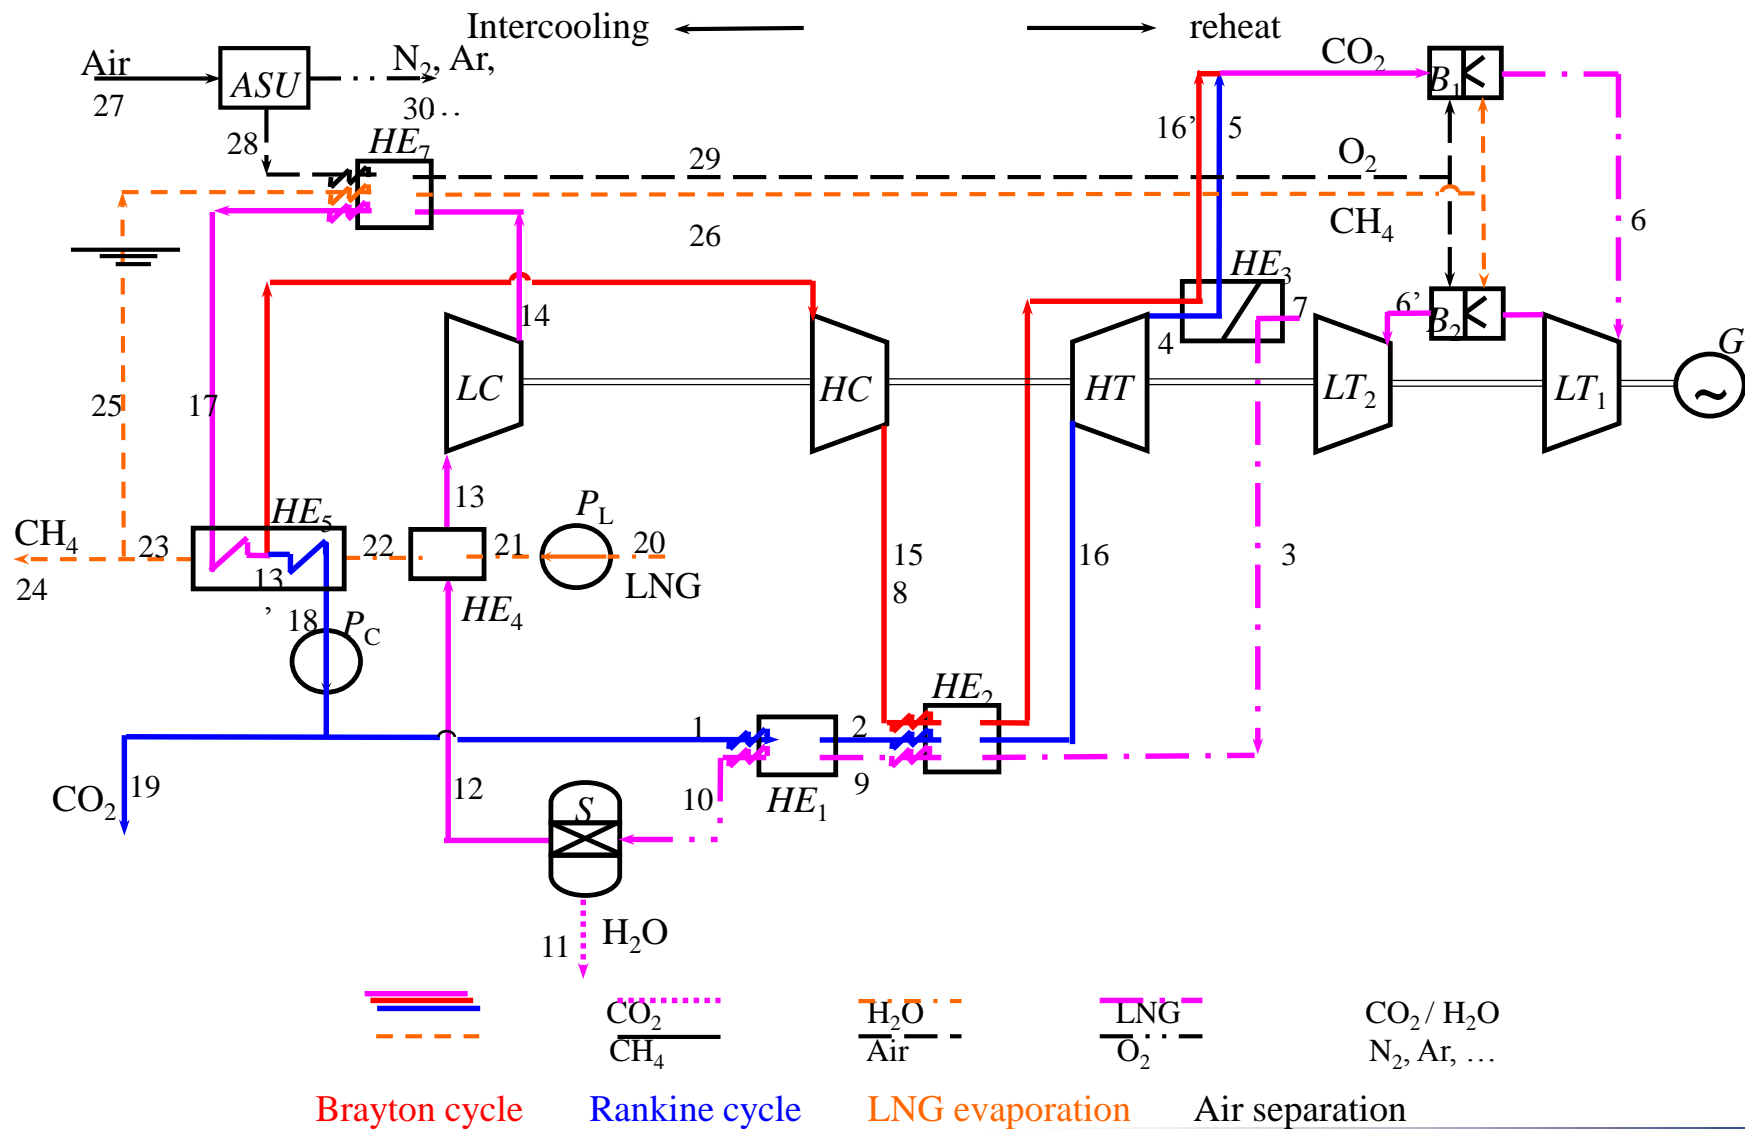 Intercooling
reheat
Air
ASU
N2, Ar,
27
30..
CO2
B1
28
HE7
16’
5
29
O2
CH4
26
6
HE3
7
6’
B2
14
4
G
25
17
LC
HC
HT
LT2
LT1
~
13
PL
HE5
CH4
23
22
21
20
15
16
3
24
13
’
LNG
8
18
PC
HE4
HE2
1
2
19
CO2
12
10
9
S
HE1
11
H2O
CO2
H2O
LNG
CO2 / H2O
CH4
Air
O2
N2, Ar, …
Brayton cycle
Rankine cycle
LNG evaporation
Air separation